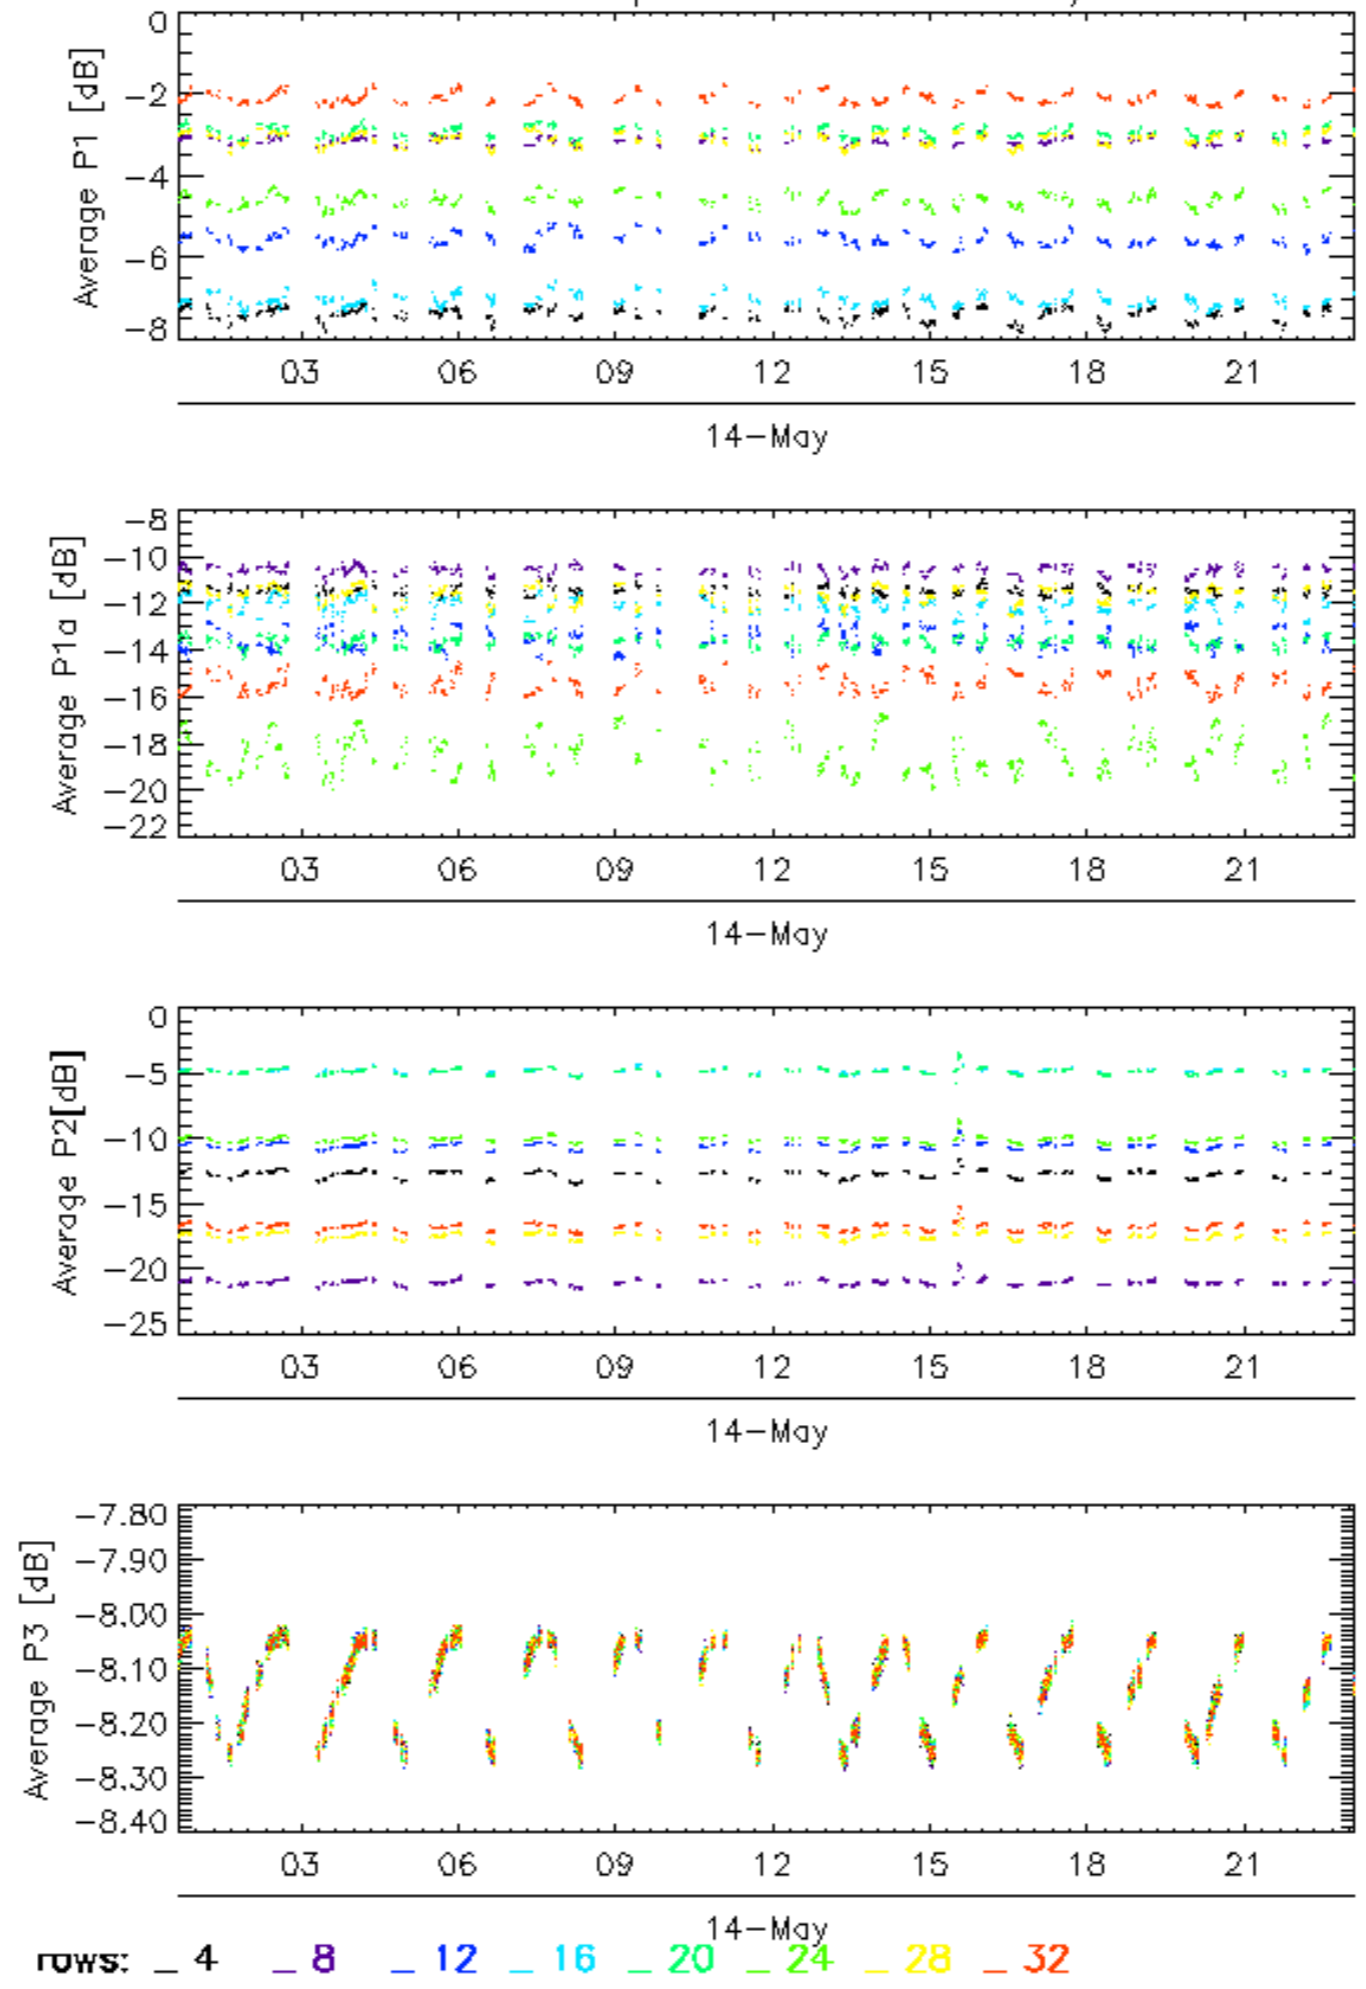 0
-2
-4
-6
-8
Average P1 [dB]
03 06 09 12 15 18 21
14-May
-8
-10
-12
-14
-16
-18
-20
-22
Average P1a [dB]
03 06 09 12 15 18 21
14-May
0
-5
-10
-15
-20
-25
Average P2[dB]
03 06 09 12 15 18 21
14-May
-7.80
-7.90
-8.00
-8.10
-8.20
-8.30
-8.40
Average P3 [dB]
03 06 09 12 15 18 21
14-May
rows: _ 4 _ 8 _ 12 _ 16 _ 20 _ 24 _ 28 _ 32